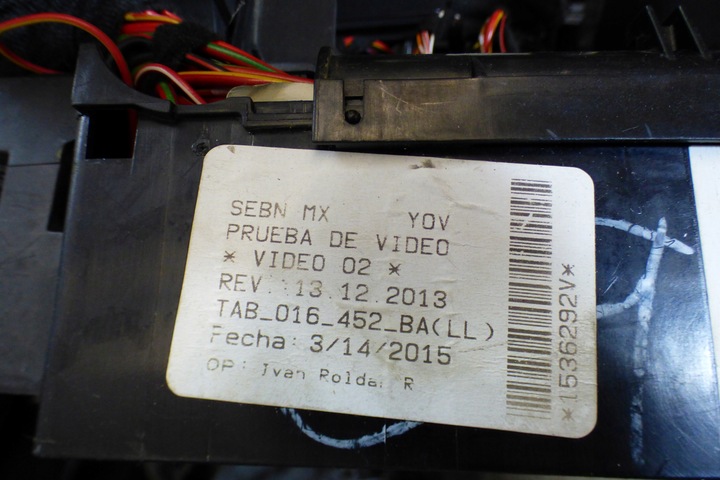 SEBN MX YOV
PRUEBA DE VIDEO
* VIDEO 02 *
REV.:13.12.2013
TAB_016_452_BA(LL)
Fecha: 3/14/2015
OP: Ivan Roldan R
*1536292V*